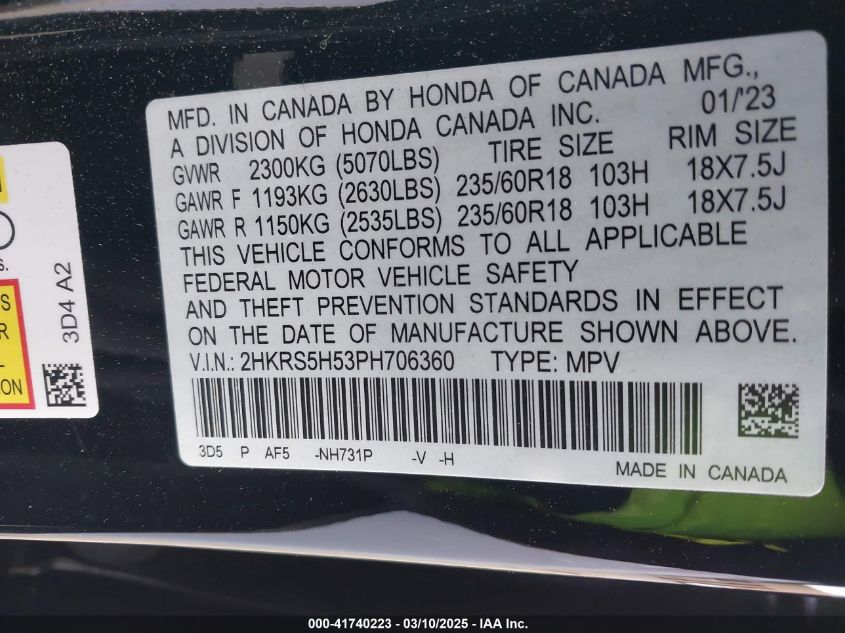 MFD. IN CANADA BY HONDA OF CANADA MFG.,
A DIVISION OF HONDA CANADA INC. 01/'23
GVWR 2300KG (5070LBS) TIRE SIZE RIM SIZE
GAWR F 1193KG (2630LBS) 235/60R18 103H 18X7.5J
GAWR R 1150KG (2535LBS) 235/60R18 103H 18X7.5J
THIS VEHICLE CONFORMS TO ALL APPLICABLE
FEDERAL MOTOR VEHICLE SAFETY
AND THEFT PREVENTION STANDARDS IN EFFECT
ON THE DATE OF MANUFACTURE SHOWN ABOVE.
V.I.N.: 2HKRS5H53PH706360 TYPE: MPV
3D5 P AF5 -NH731P -V -H
MADE IN CANADA
3D4 A2
000-41740223 - 03/10/2025 - IAA Inc.